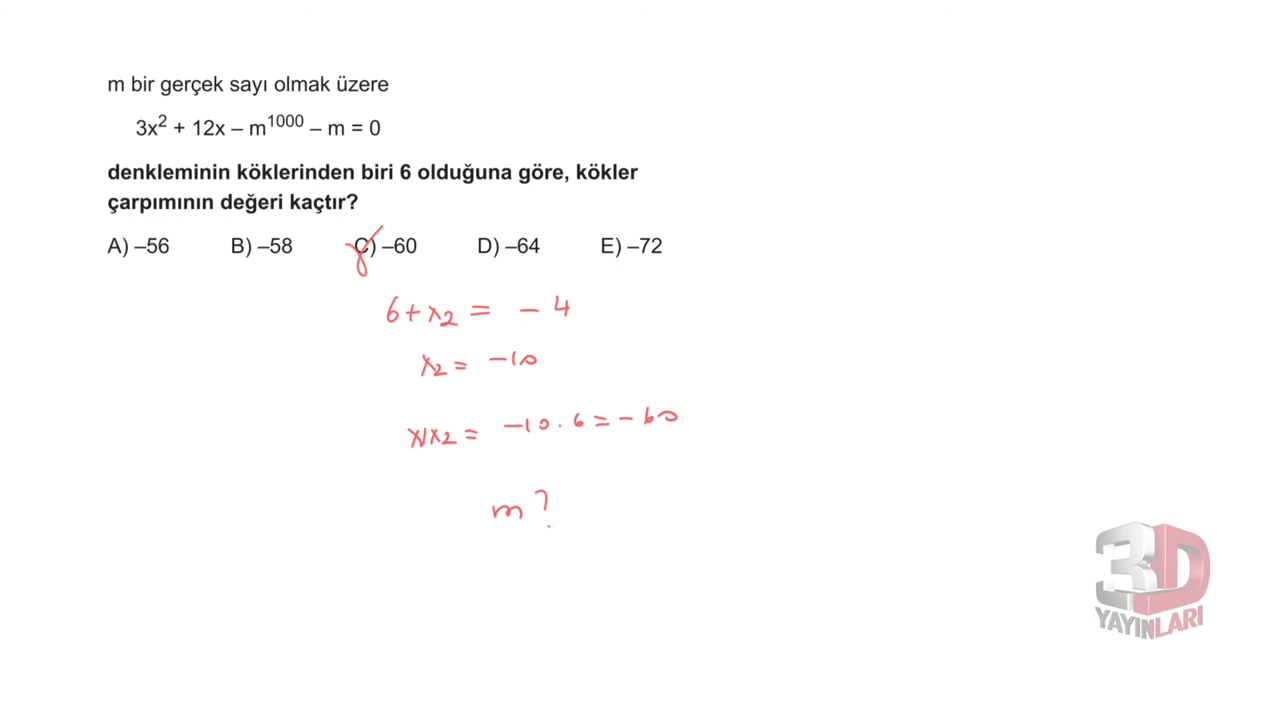 m bir gerçek sayı olmak üzere
3x² + 12x – m¹⁰⁰⁰ – m = 0
denkleminin köklerinden biri 6 olduğuna göre, kökler
çarpımının değeri kaçtır?
A) –56 B) –58 C) –60 D) –64 E) –72
6 + x₂ = – 4
x₂ = –10
x₁x₂ = –10 . 6 = – 60
m ?
3D
YAYINLARI